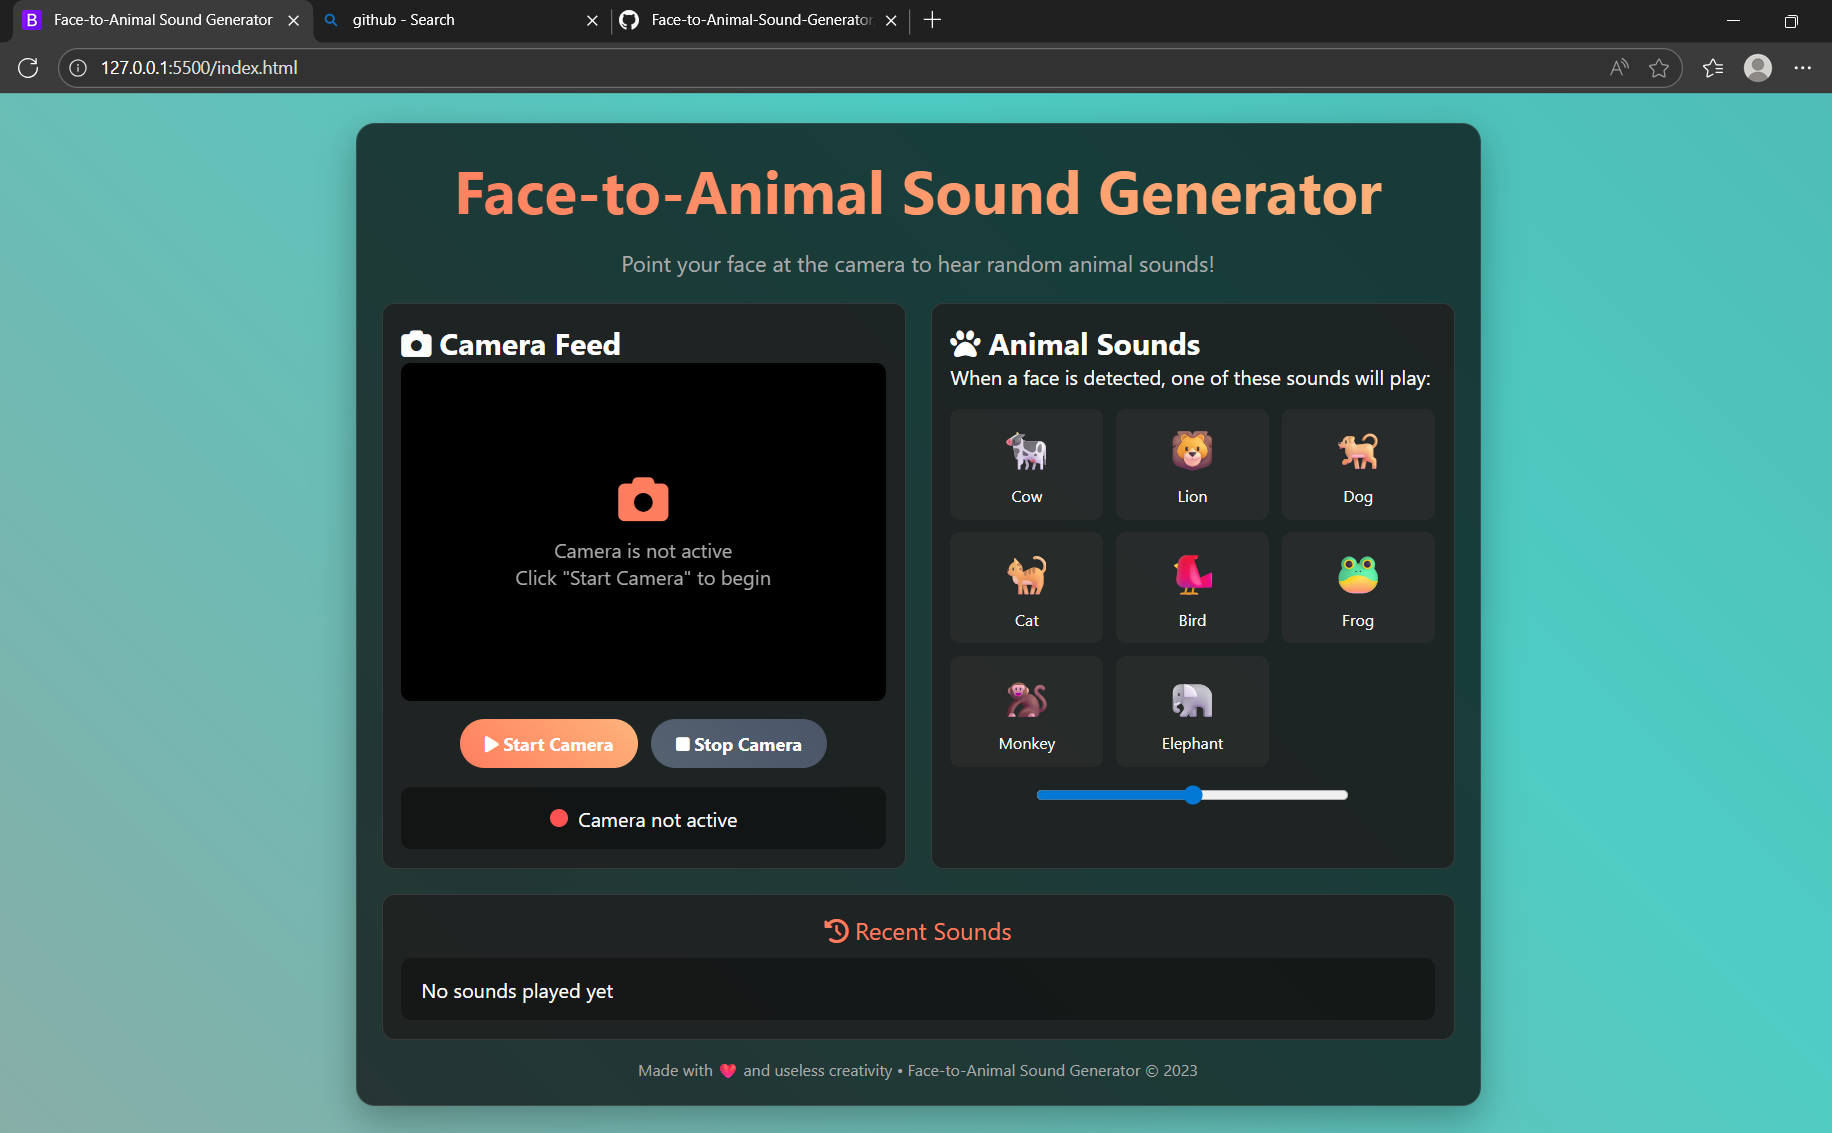 Face-to-Animal Sound Generator
github - Search
Face-to-Animal-Sound-Generator
127.0.0.1:5500/index.html
Face-to-Animal Sound Generator
Point your face at the camera to hear random animal sounds!
Camera Feed
Camera is not active
Click "Start Camera" to begin
Start Camera
Stop Camera
Camera not active
Animal Sounds
When a face is detected, one of these sounds will play:
Cow
Lion
Dog
Cat
Bird
Frog
Monkey
Elephant
Recent Sounds
No sounds played yet
Made with ❤️ and useless creativity • Face-to-Animal Sound Generator © 2023